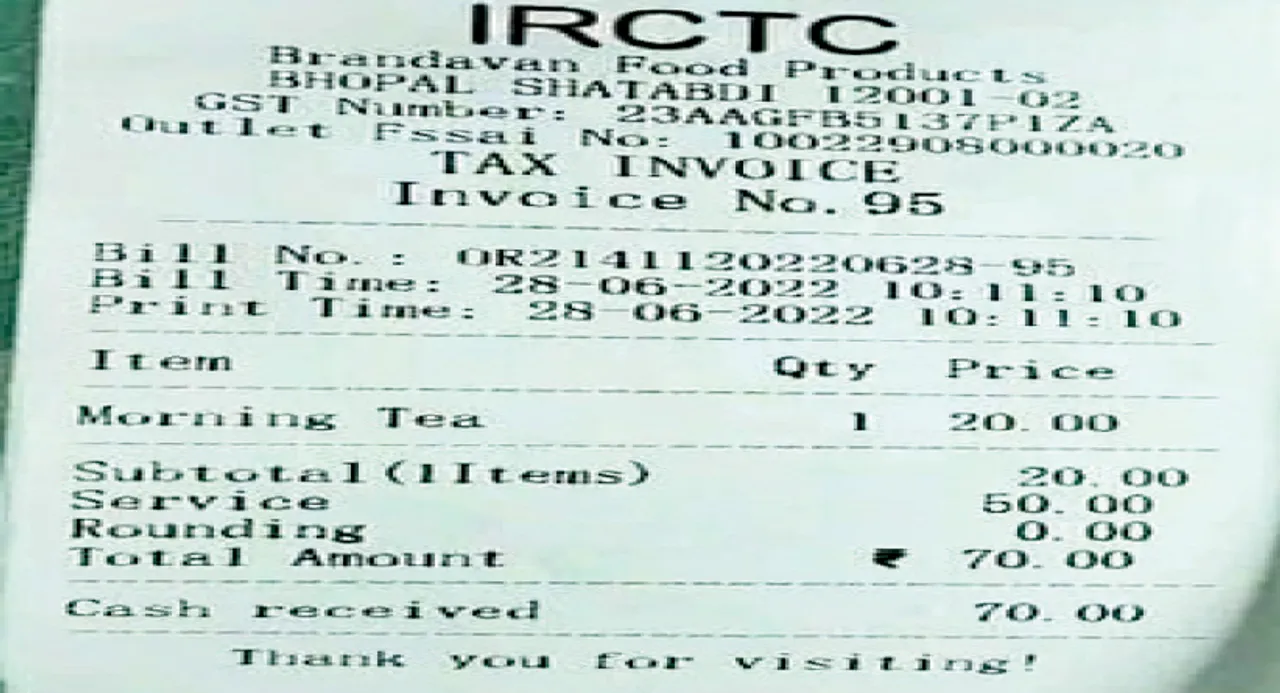 IRCTC
Brandavan Food Products
BHOPAL SHATABDI 12001-02
GST Number: 23AAGFB5137P1ZA
Outlet Fssai No: 10022908000020
TAX INVOICE
Invoice No. 95
Bill No. : OR2141120220628-95
Bill Time: 28-06-2022 10:11:10
Print Time: 28-06-2022 10:11:10
Item Qty Price
Morning Tea 1 20.00
Subtotal(1Items) 20.00
Service 50.00
Rounding 0.00
Total Amount ₹ 70.00
Cash received 70.00
Thank you for visiting!